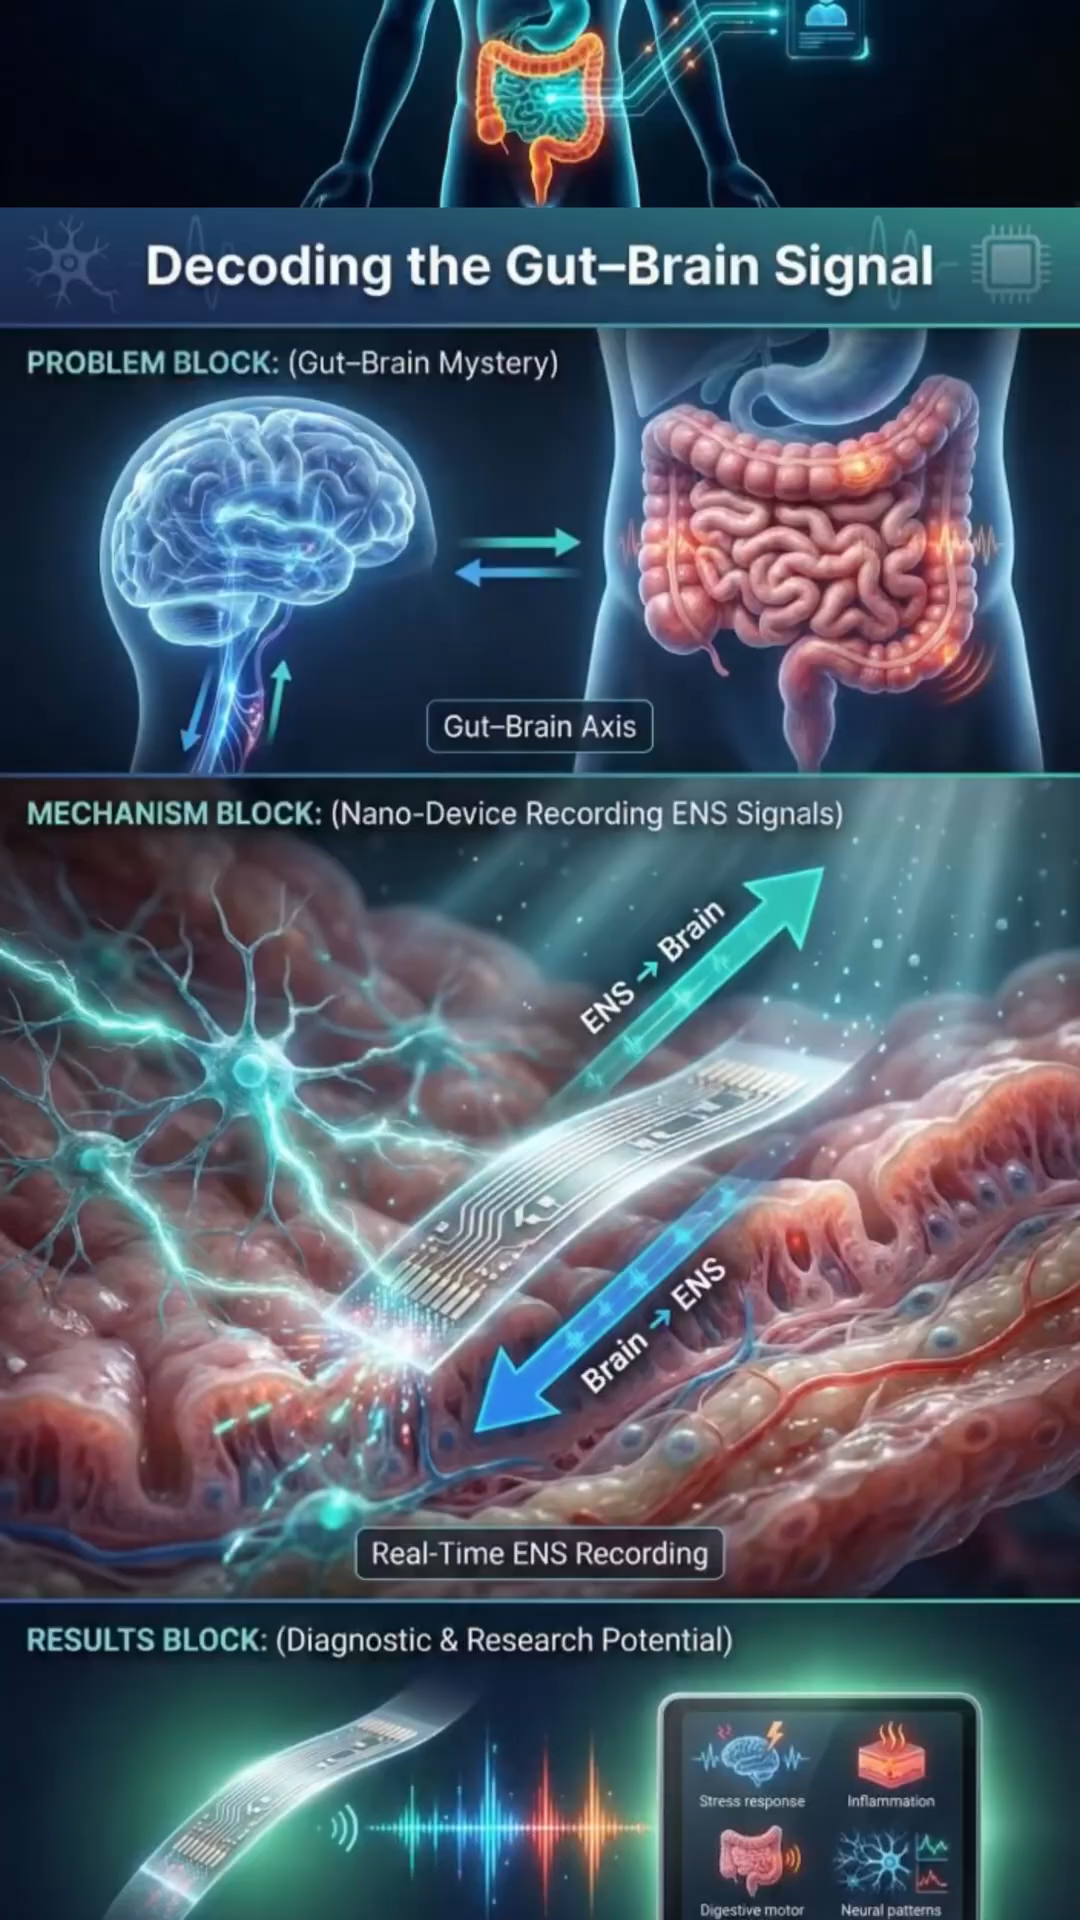 Decoding the Gut–Brain Signal
PROBLEM BLOCK: (Gut–Brain Mystery)
Gut–Brain Axis
MECHANISM BLOCK: (Nano-Device Recording ENS Signals)
ENS → Brain
Brain → ENS
Real-Time ENS Recording
RESULTS BLOCK: (Diagnostic & Research Potential)
Stress response
Inflammation
Digestive motor
Neural patterns